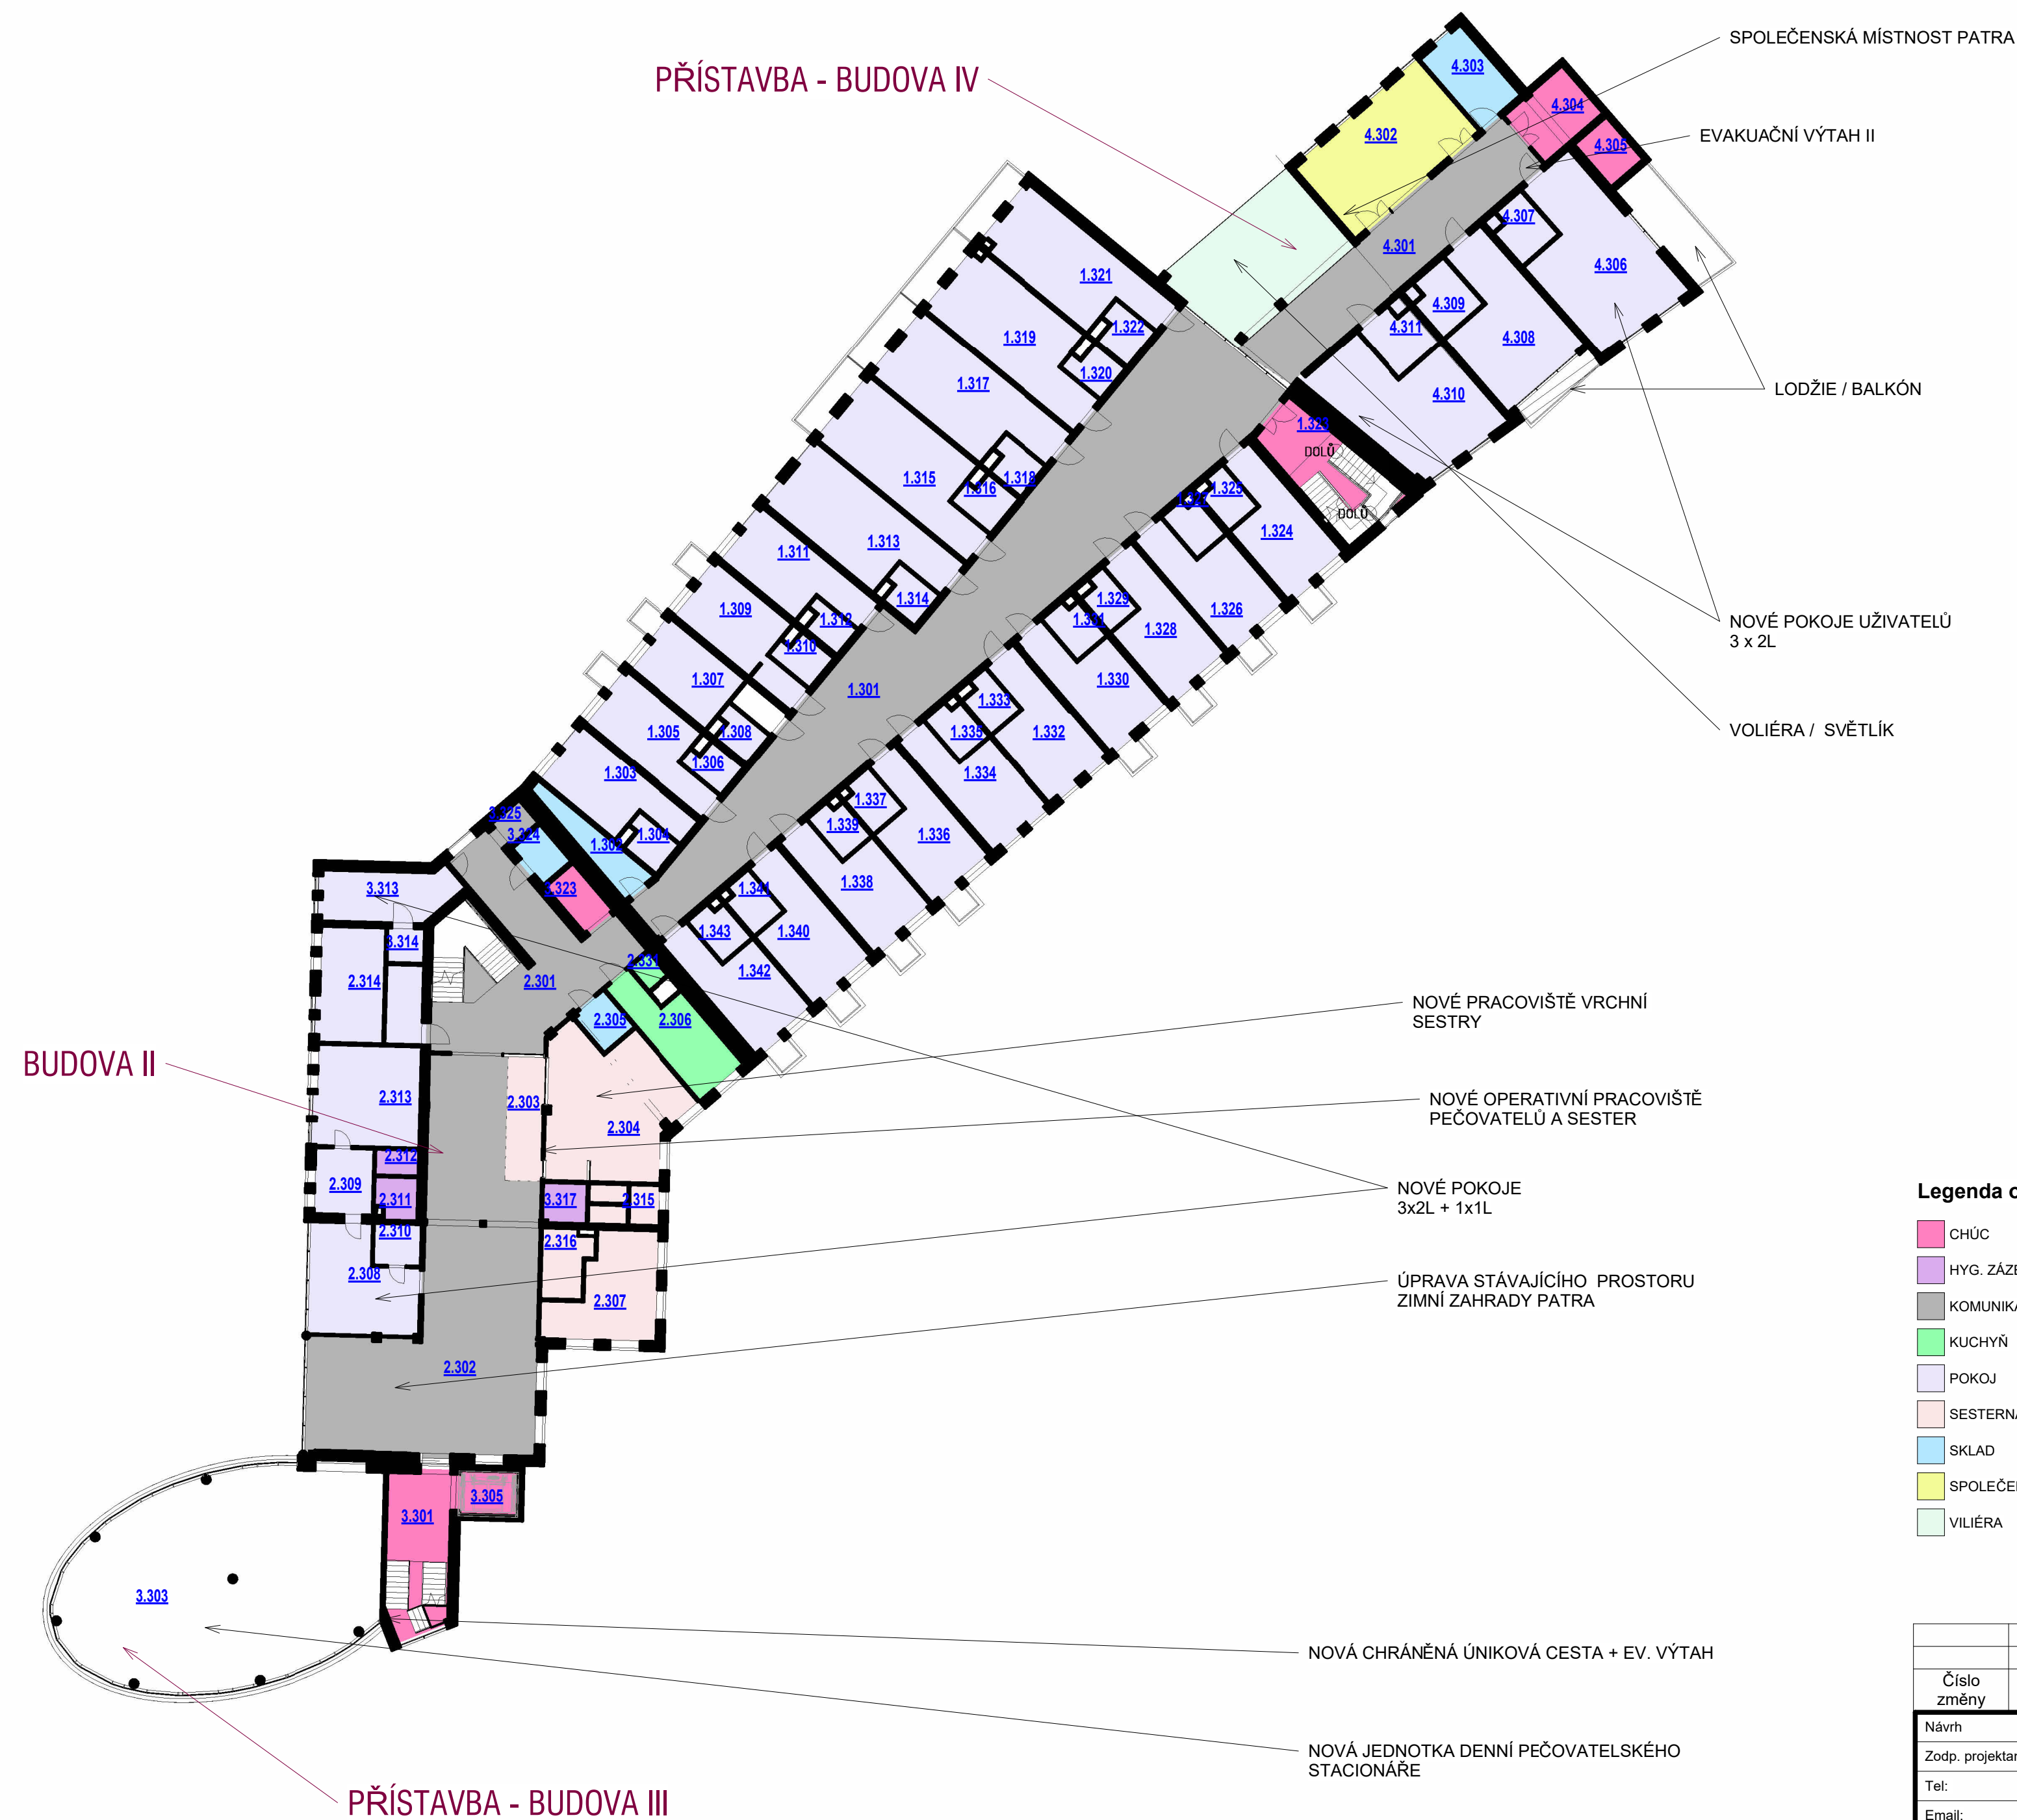 SPOLEČENSKÁ MÍSTNOST PATRA
PŘÍSTAVBA - BUDOVA IV
EVAKUAČNÍ VÝTAH II
4.303
4.304
4.302
4.305
4.307
4.301
4.306
4.309
4.311
4.308
4.310
LODŽIE / BALKÓN
1.321
1.322
1.319
1.320
1.317
1.323
DOLŮ
DOLŮ
1.315
1.316
1.318
1.325
1.324
1.313
1.311
1.314
1.309
1.312
1.310
1.329
1.331
1.328
1.326
NOVÉ POKOJE UŽIVATELŮ
3 x 2L
1.307
1.301
1.330
1.333
1.335
1.332
1.305
1.308
1.306
VOLIÉRA / SVĚTLÍK
1.303
1.334
1.304
1.337
1.339
1.336
3.325
3.324
1.338
3.313
1.343
1.340
1.342
3.314
2.314
2.301
2.331
2.305
2.306
NOVÉ PRACOVIŠTĚ VRCHNÍ
SESTRY
BUDOVA II
2.313
2.303
2.304
NOVÉ OPERATIVNÍ PRACOVIŠTĚ
PEČOVATELŮ A SESTER
2.312
2.309
2.311
3.317
2.315
NOVÉ POKOJE
3x2L + 1x1L
2.310
2.316
2.308
2.307
ÚPRAVA STÁVAJÍCÍHO PROSTORU
ZIMNÍ ZAHRADY PATRA
2.302
3.305
3.301
3.303
NOVÁ CHRÁNĚNÁ ÚNIKOVÁ CESTA + EV. VÝTAH
NOVÁ JEDNOTKA DENNÍ PEČOVATELSKÉHO
STACIONÁŘE
PŘÍSTAVBA - BUDOVA III
Legenda
CHÚC
HYG.
KUCHYŇ
POKOJ
SKLAD
VILIÉRA
Číslo
změny
Návrh
Zodp.
Tel:
Email: